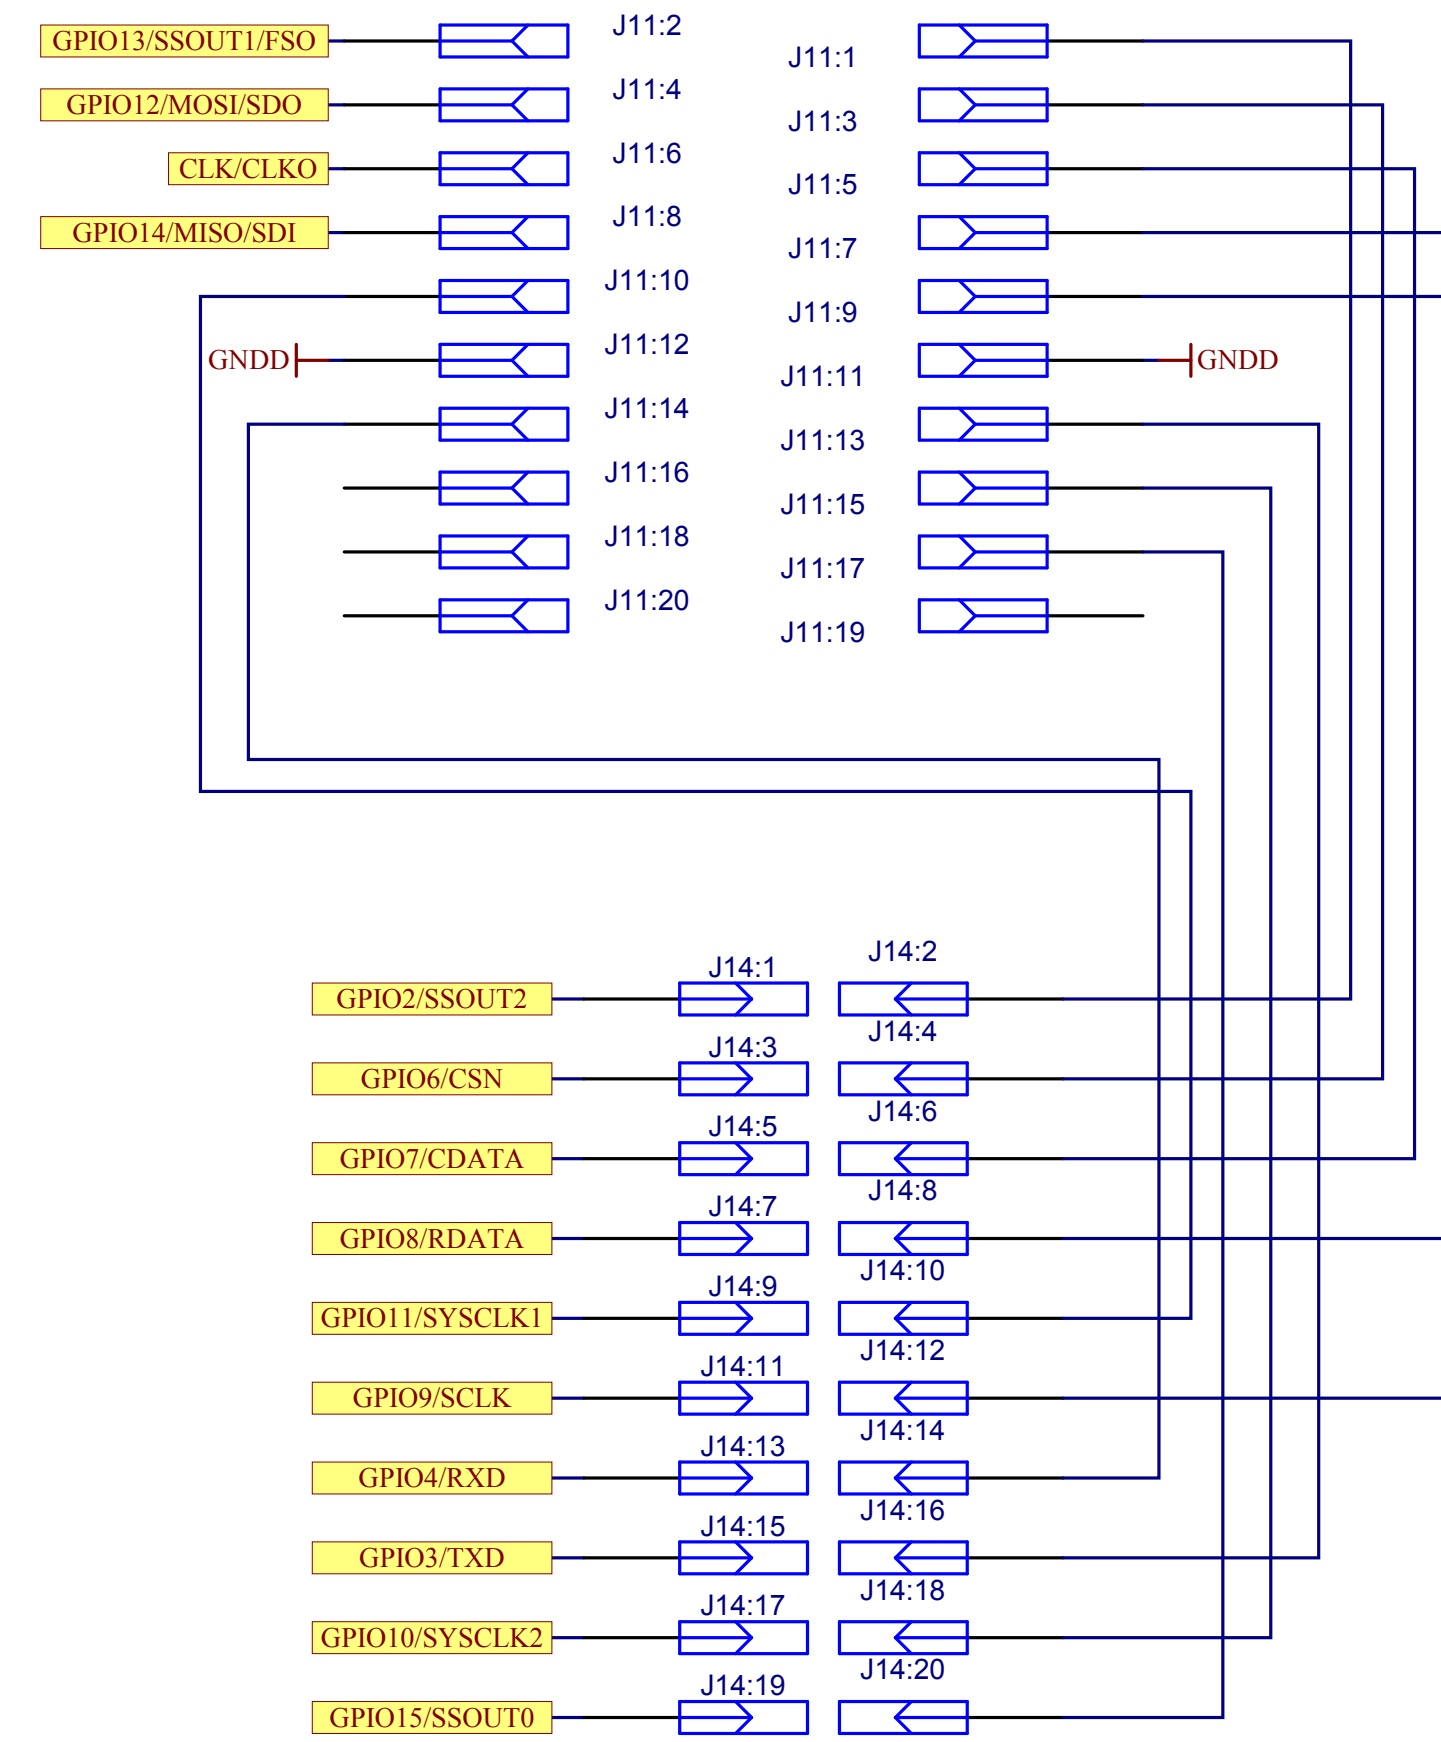 GPIO13/SSOUT1/FSO J11:2
J11:1
GPIO12/MOSI/SDO J11:4
J11:3
CLK/CLKO J11:6
J11:5
GPIO14/MISO/SDI J11:8
J11:7
J11:10
J11:9
GNDD J11:12 GNDD
J11:11
J11:14
J11:13
J11:16
J11:15
J11:18
J11:17
J11:20
J11:19
J14:2
J14:1
GPIO2/SSOUT2
J14:4
J14:3
GPIO6/CSN
J14:6
J14:5
GPIO7/CDATA
J14:8
J14:7
GPIO8/RDATA
J14:10
J14:9
GPIO11/SYSCLK1
J14:12
J14:11
GPIO9/SCLK
J14:14
J14:13
GPIO4/RXD
J14:16
J14:15
GPIO3/TXD
J14:18
J14:17
GPIO10/SYSCLK2
J14:20
J14:19
GPIO15/SSOUT0